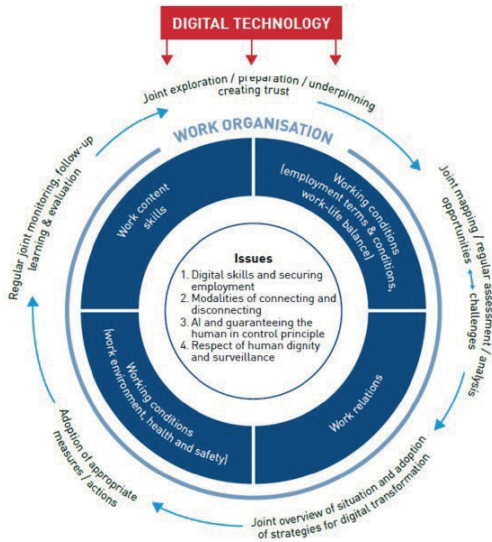 DIGITAL TECHNOLOGY
Joint exploration / preparation / underpinning
creating trust
WORK ORGANISATION
Regular joint monitoring, follow-up
learning & evaluation
Work content
skills
Working conditions
(employment terms & conditions,
work-life balance)
Joint mapping / regular assessment / analysis
opportunities
challenges
Issues
1. Digital skills and securing
employment
2. Modalities of connecting and
disconnecting
3. AI and guaranteeing the
human in control principle
4. Respect of human dignity
and surveillance
Working conditions
(work environment, health and safety)
Work relations
Adoption of appropriate
measures / actions
Joint overview of situation and adoption
of strategies for digital transformation